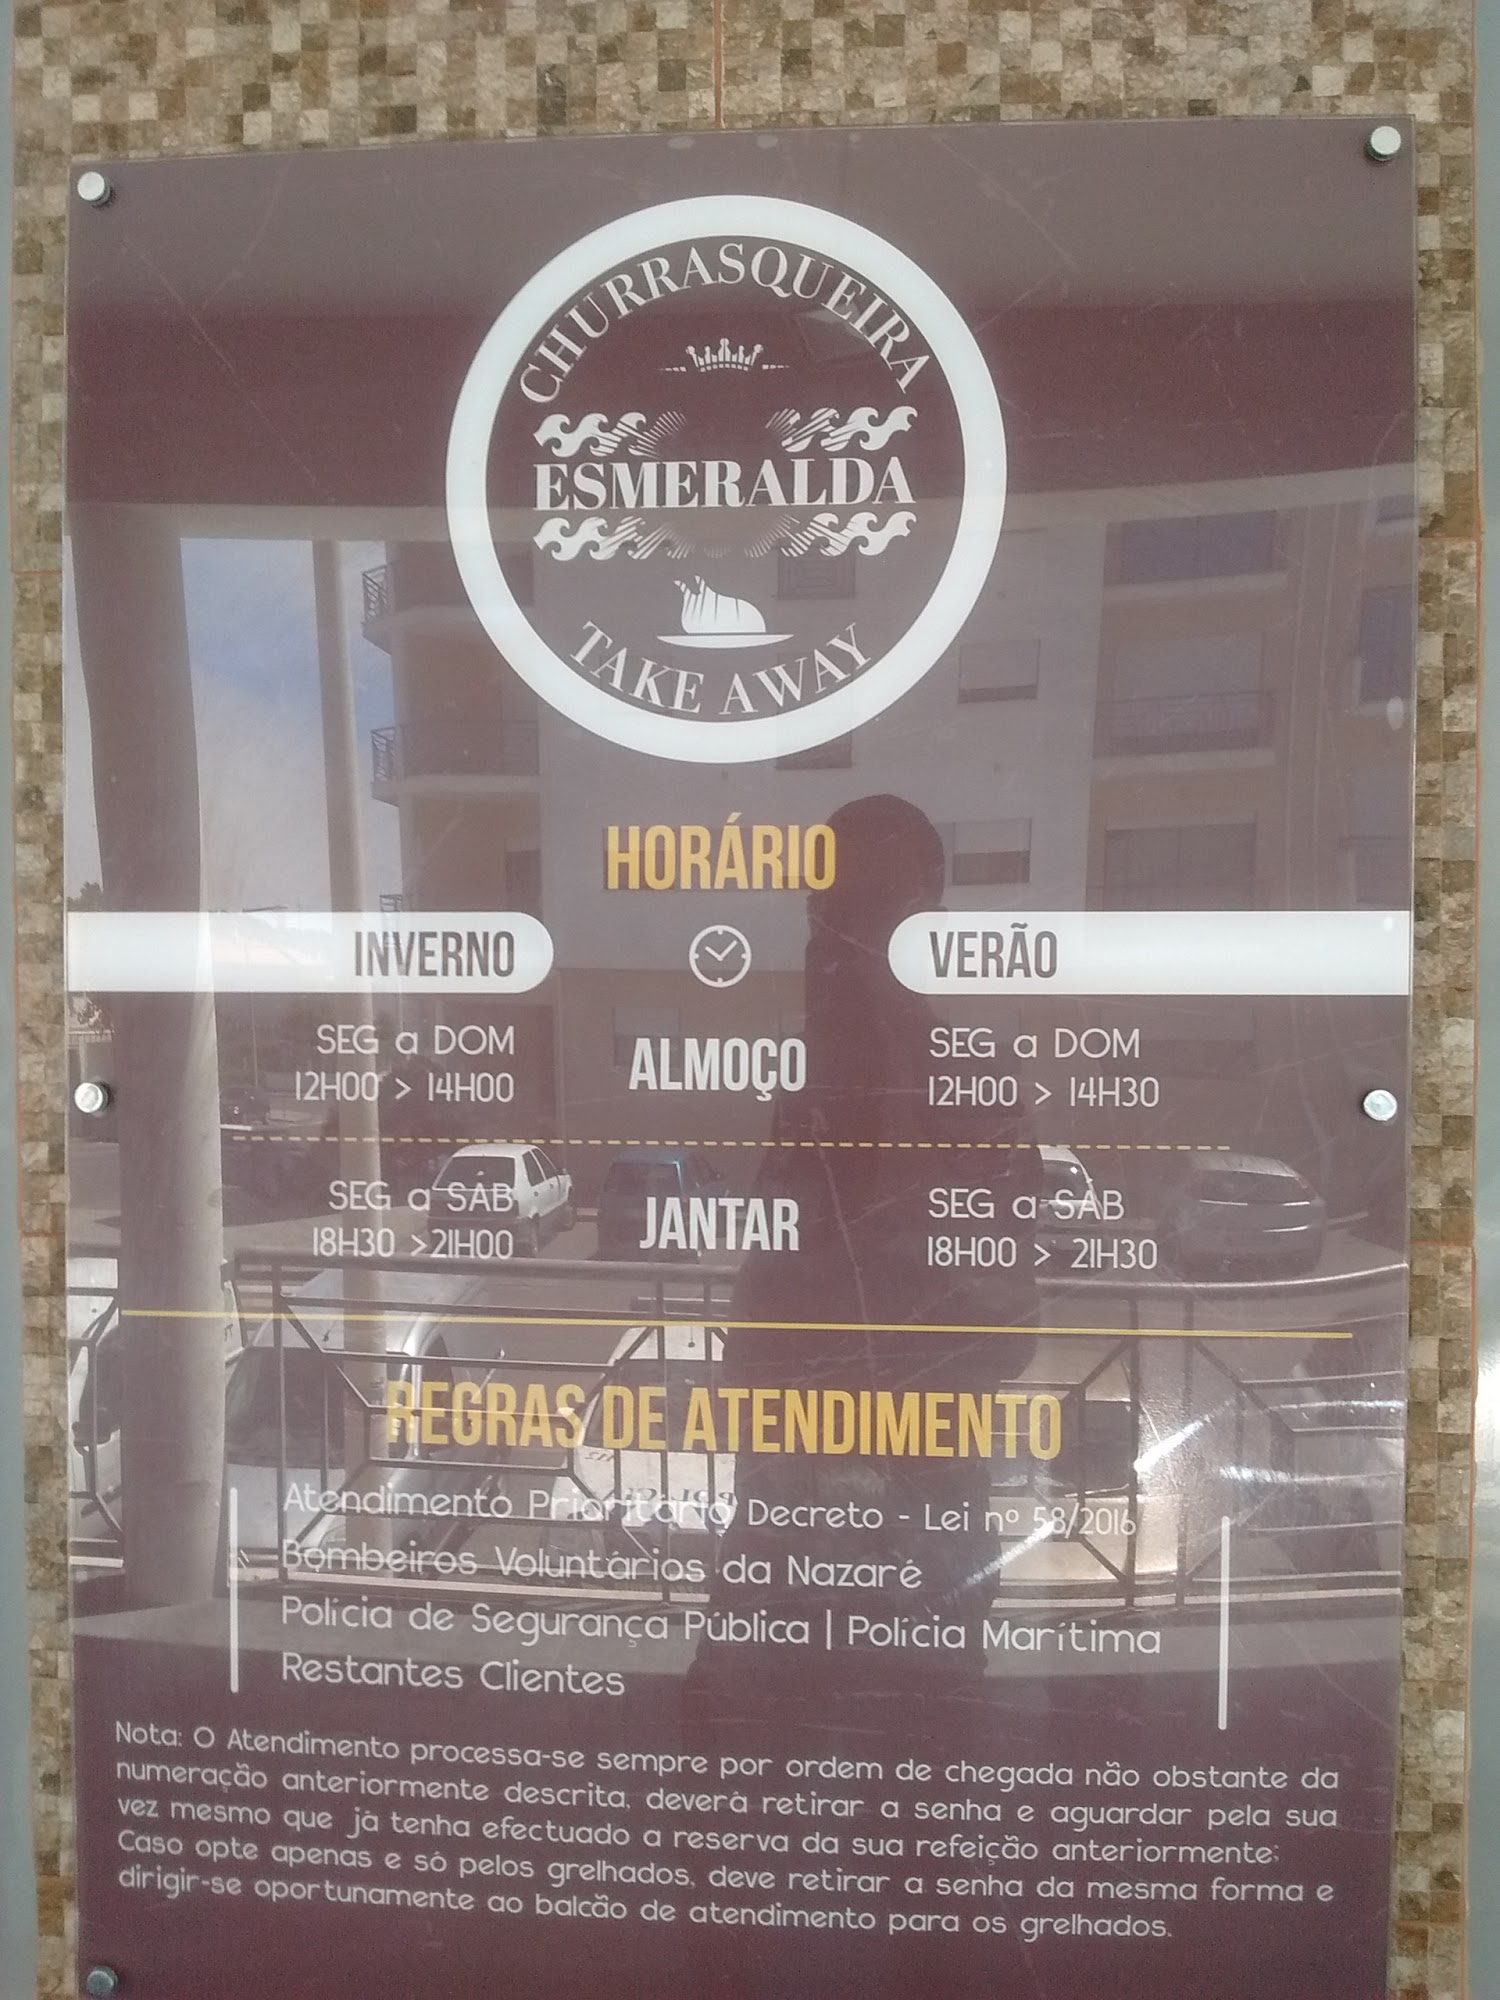 CHURRASQUEIRA
ESMERALDA
TAKE AWAY
HORÁRIO
INVERNO
VERÃO
SEG a DOM
12H00 > 14H00
ALMOÇO
SEG a DOM
12H00 > 14H30
SEG a SÁB
18H30 >21H00
JANTAR
SEG a SÁB
18H00 > 21H30
REGRAS DE ATENDIMENTO
Atendimento Prioritário Decreto - Lei nº 58/2016
Bombeiros Voluntários da Nazaré
Polícia de Segurança Pública | Polícia Marítima
Restantes Clientes
Nota: O Atendimento processa-se sempre por ordem de chegada não obstante da
numeração anteriormente descrita, deverá retirar a senha e aguardar pela sua
vez mesmo que já tenha efectuado a reserva da sua refeição anteriormente;
Caso opte apenas e só pelos grelhados, deve retirar a senha da mesma forma e
dirigir-se oportunamente ao balcão de atendimento para os grelhados.